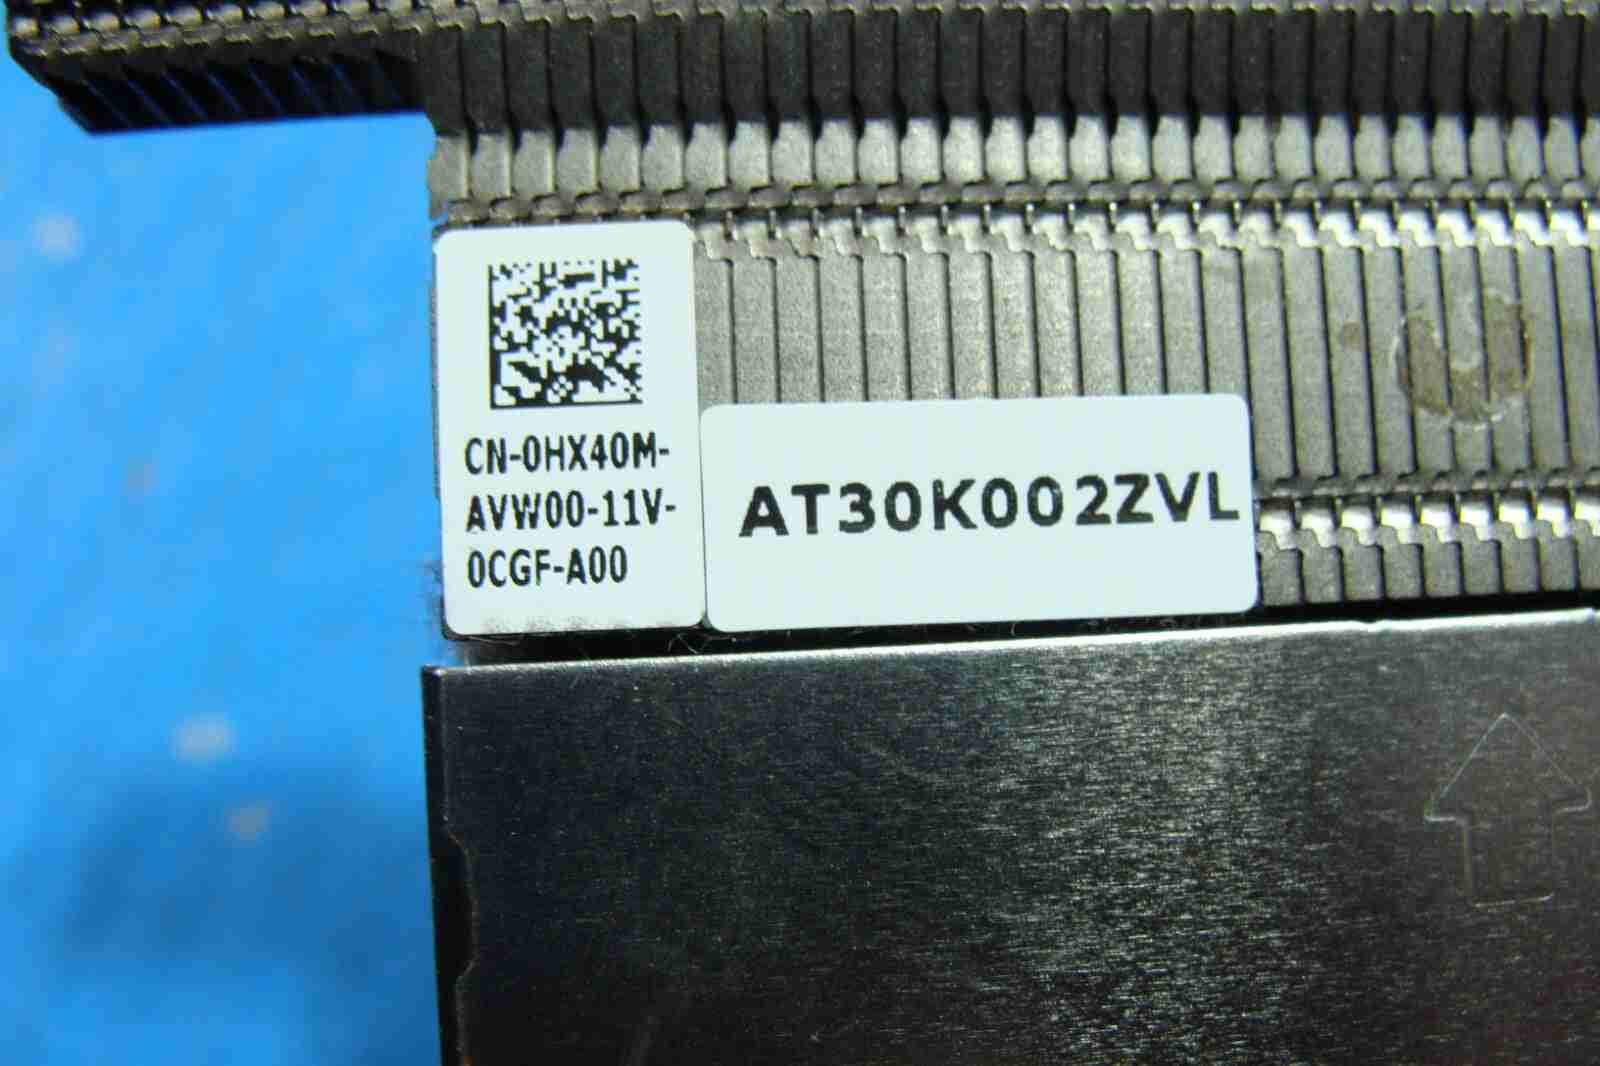 CN-0HX40M-
AVW00-11V-
0CGF-A00
AT30K002ZVL